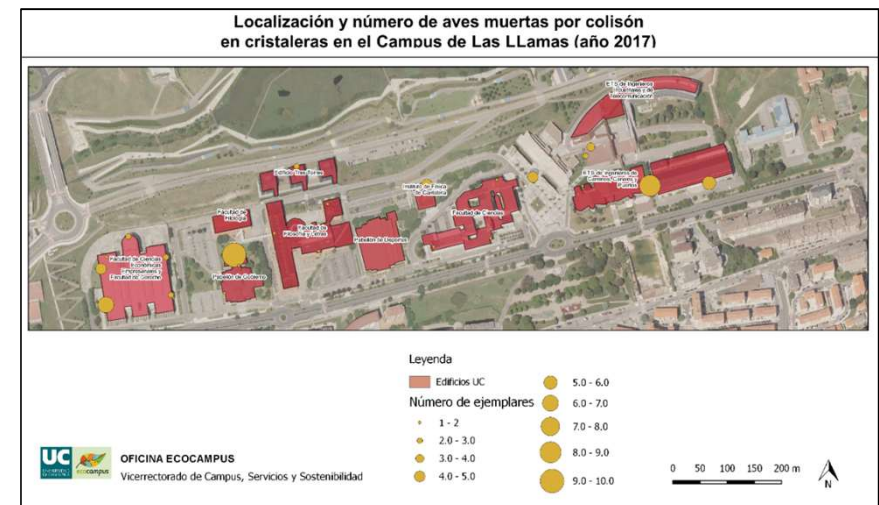 Localización y número de aves muertas por colisón
en cristaleras en el Campus de Las LLamas (año 2017)
ETS de Ingenieros
Industriales y de
Telecomunicación
Edificio Tres Torres
Instituto de Física
de Cantabria
ETS de Ingenieros de
Caminos, Canales y
Puertos
Facultad de
Filología
Facultad de Ciencias
Facultad de
Filosofía y Letras
Facultad de Ciencias
Económicas
Empresariales y
Facultad de Derecho
Pabellón de Gobierno
Leyenda
Edificios UC
Número de ejemplares
1 - 2
2.0 - 3.0
3.0 - 4.0
4.0 - 5.0
5.0 - 6.0
6.0 - 7.0
7.0 - 8.0
8.0 - 9.0
9.0 - 10.0
UC
ecocampus
OFICINA ECOCAMPUS
Vicerrectorado de Campus, Servicios y Sostenibilidad
0 50 100 150 200 m
N